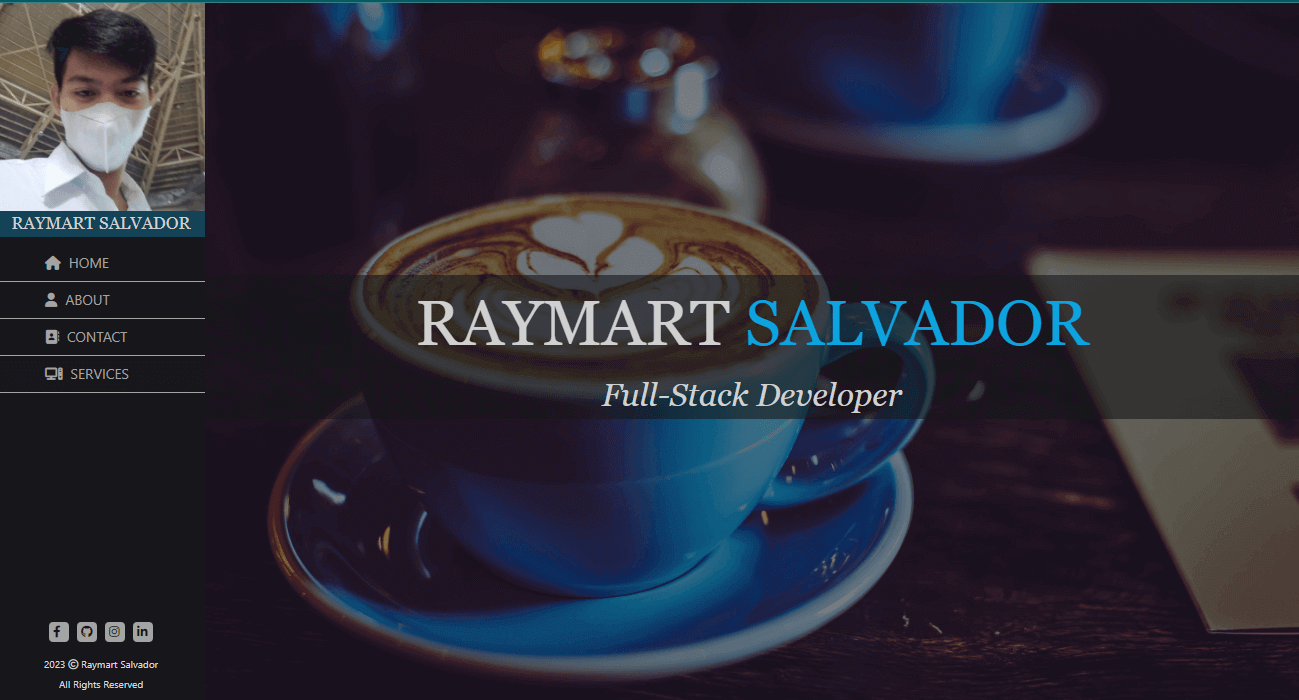 RAYMART SALVADOR
HOME
ABOUT
CONTACT
SERVICES
RAYMART SALVADOR
Full-Stack Developer
2023 © Raymart Salvador
All Rights Reserved